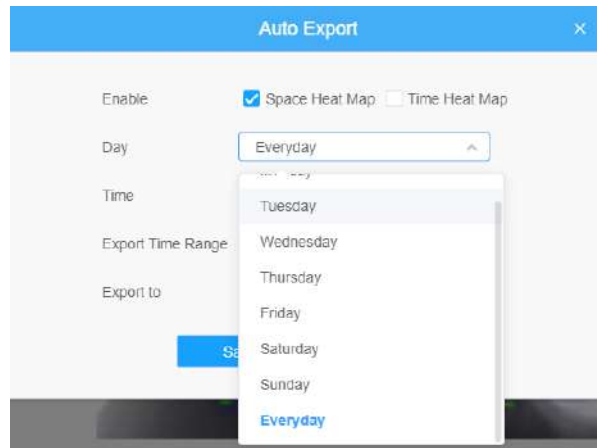 Auto Export
Enable
Space Heat Map
Time Heat Map
Day
Everyday
Time
Tuesday
Export Time Range
Wednesday
Thursday
Export to
Friday
Saturday
Sunday
Everyday